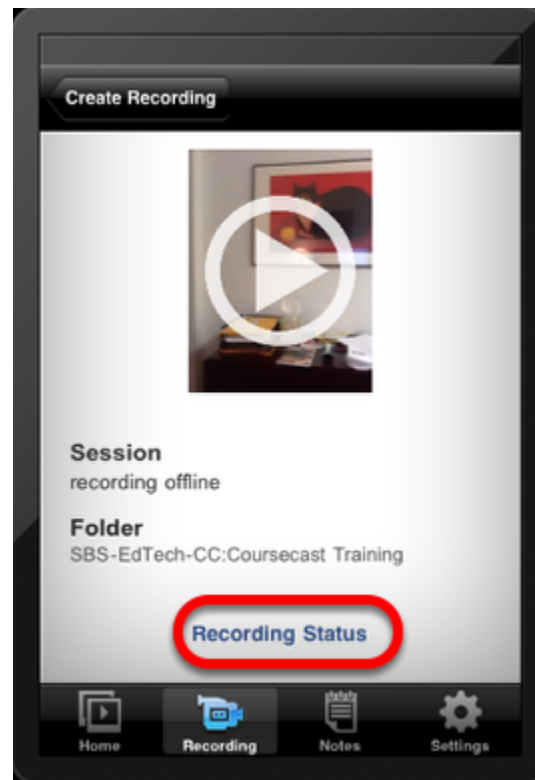 Create Recording
Session
recording offline
Folder
SBS-EdTech-CC:Coursecast Training
Recording Status
Home Recording Notes Settings